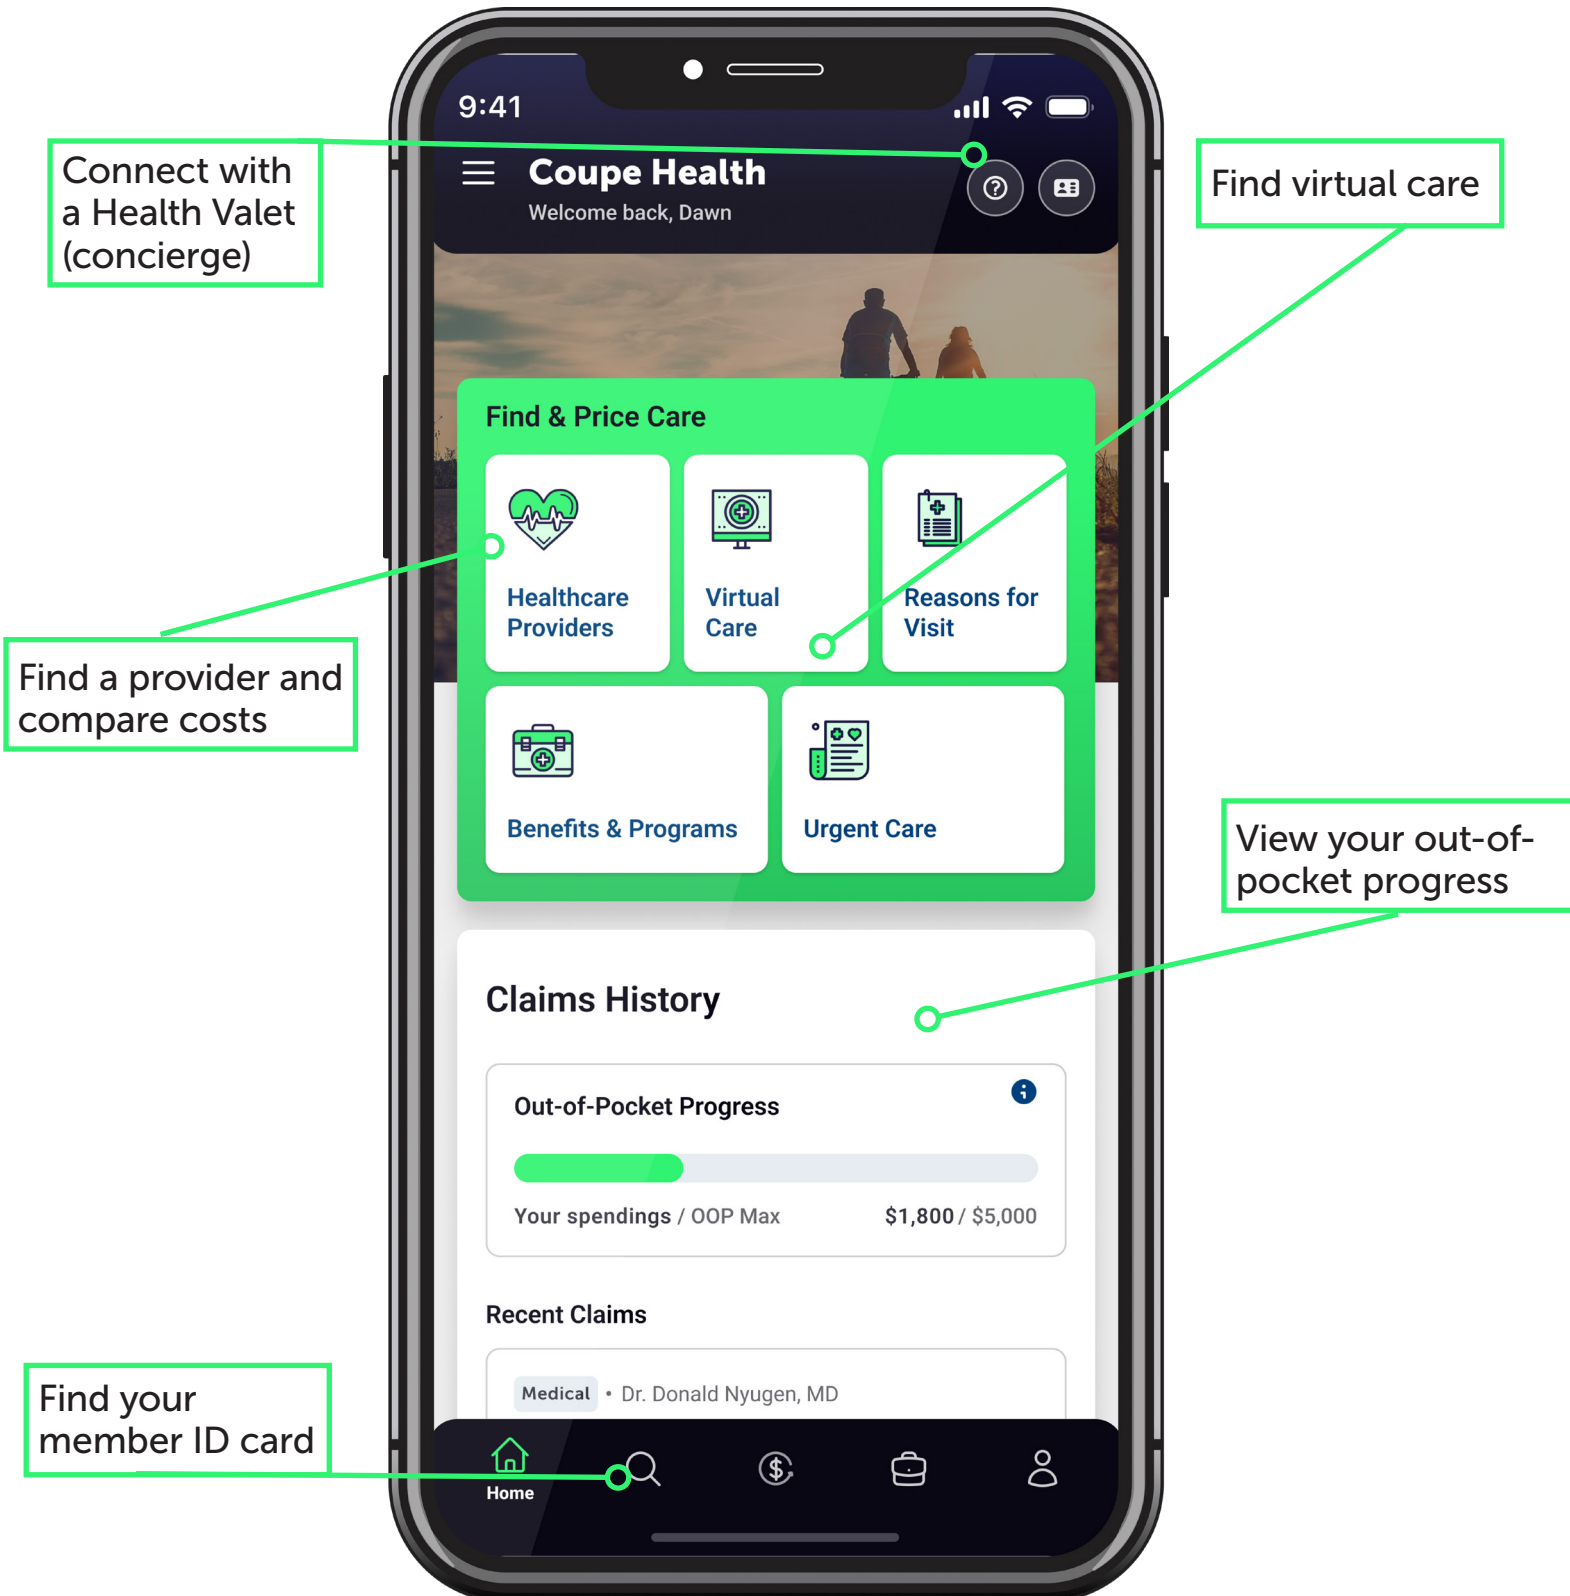 9:41
Coupe Health
Welcome back, Dawn
Connect with
a Health Valet
(concierge)
Find virtual care
Find & Price Care
Healthcare
Providers
Virtual
Care
Reasons for
Visit
Find a provider and
compare costs
Benefits & Programs
Urgent Care
View your out-of-
pocket progress
Claims History
Out-of-Pocket Progress
Your spendings / OOP Max $1,800 / $5,000
Recent Claims
Medical • Dr. Donald Nyugen, MD
Find your
member ID card
Home